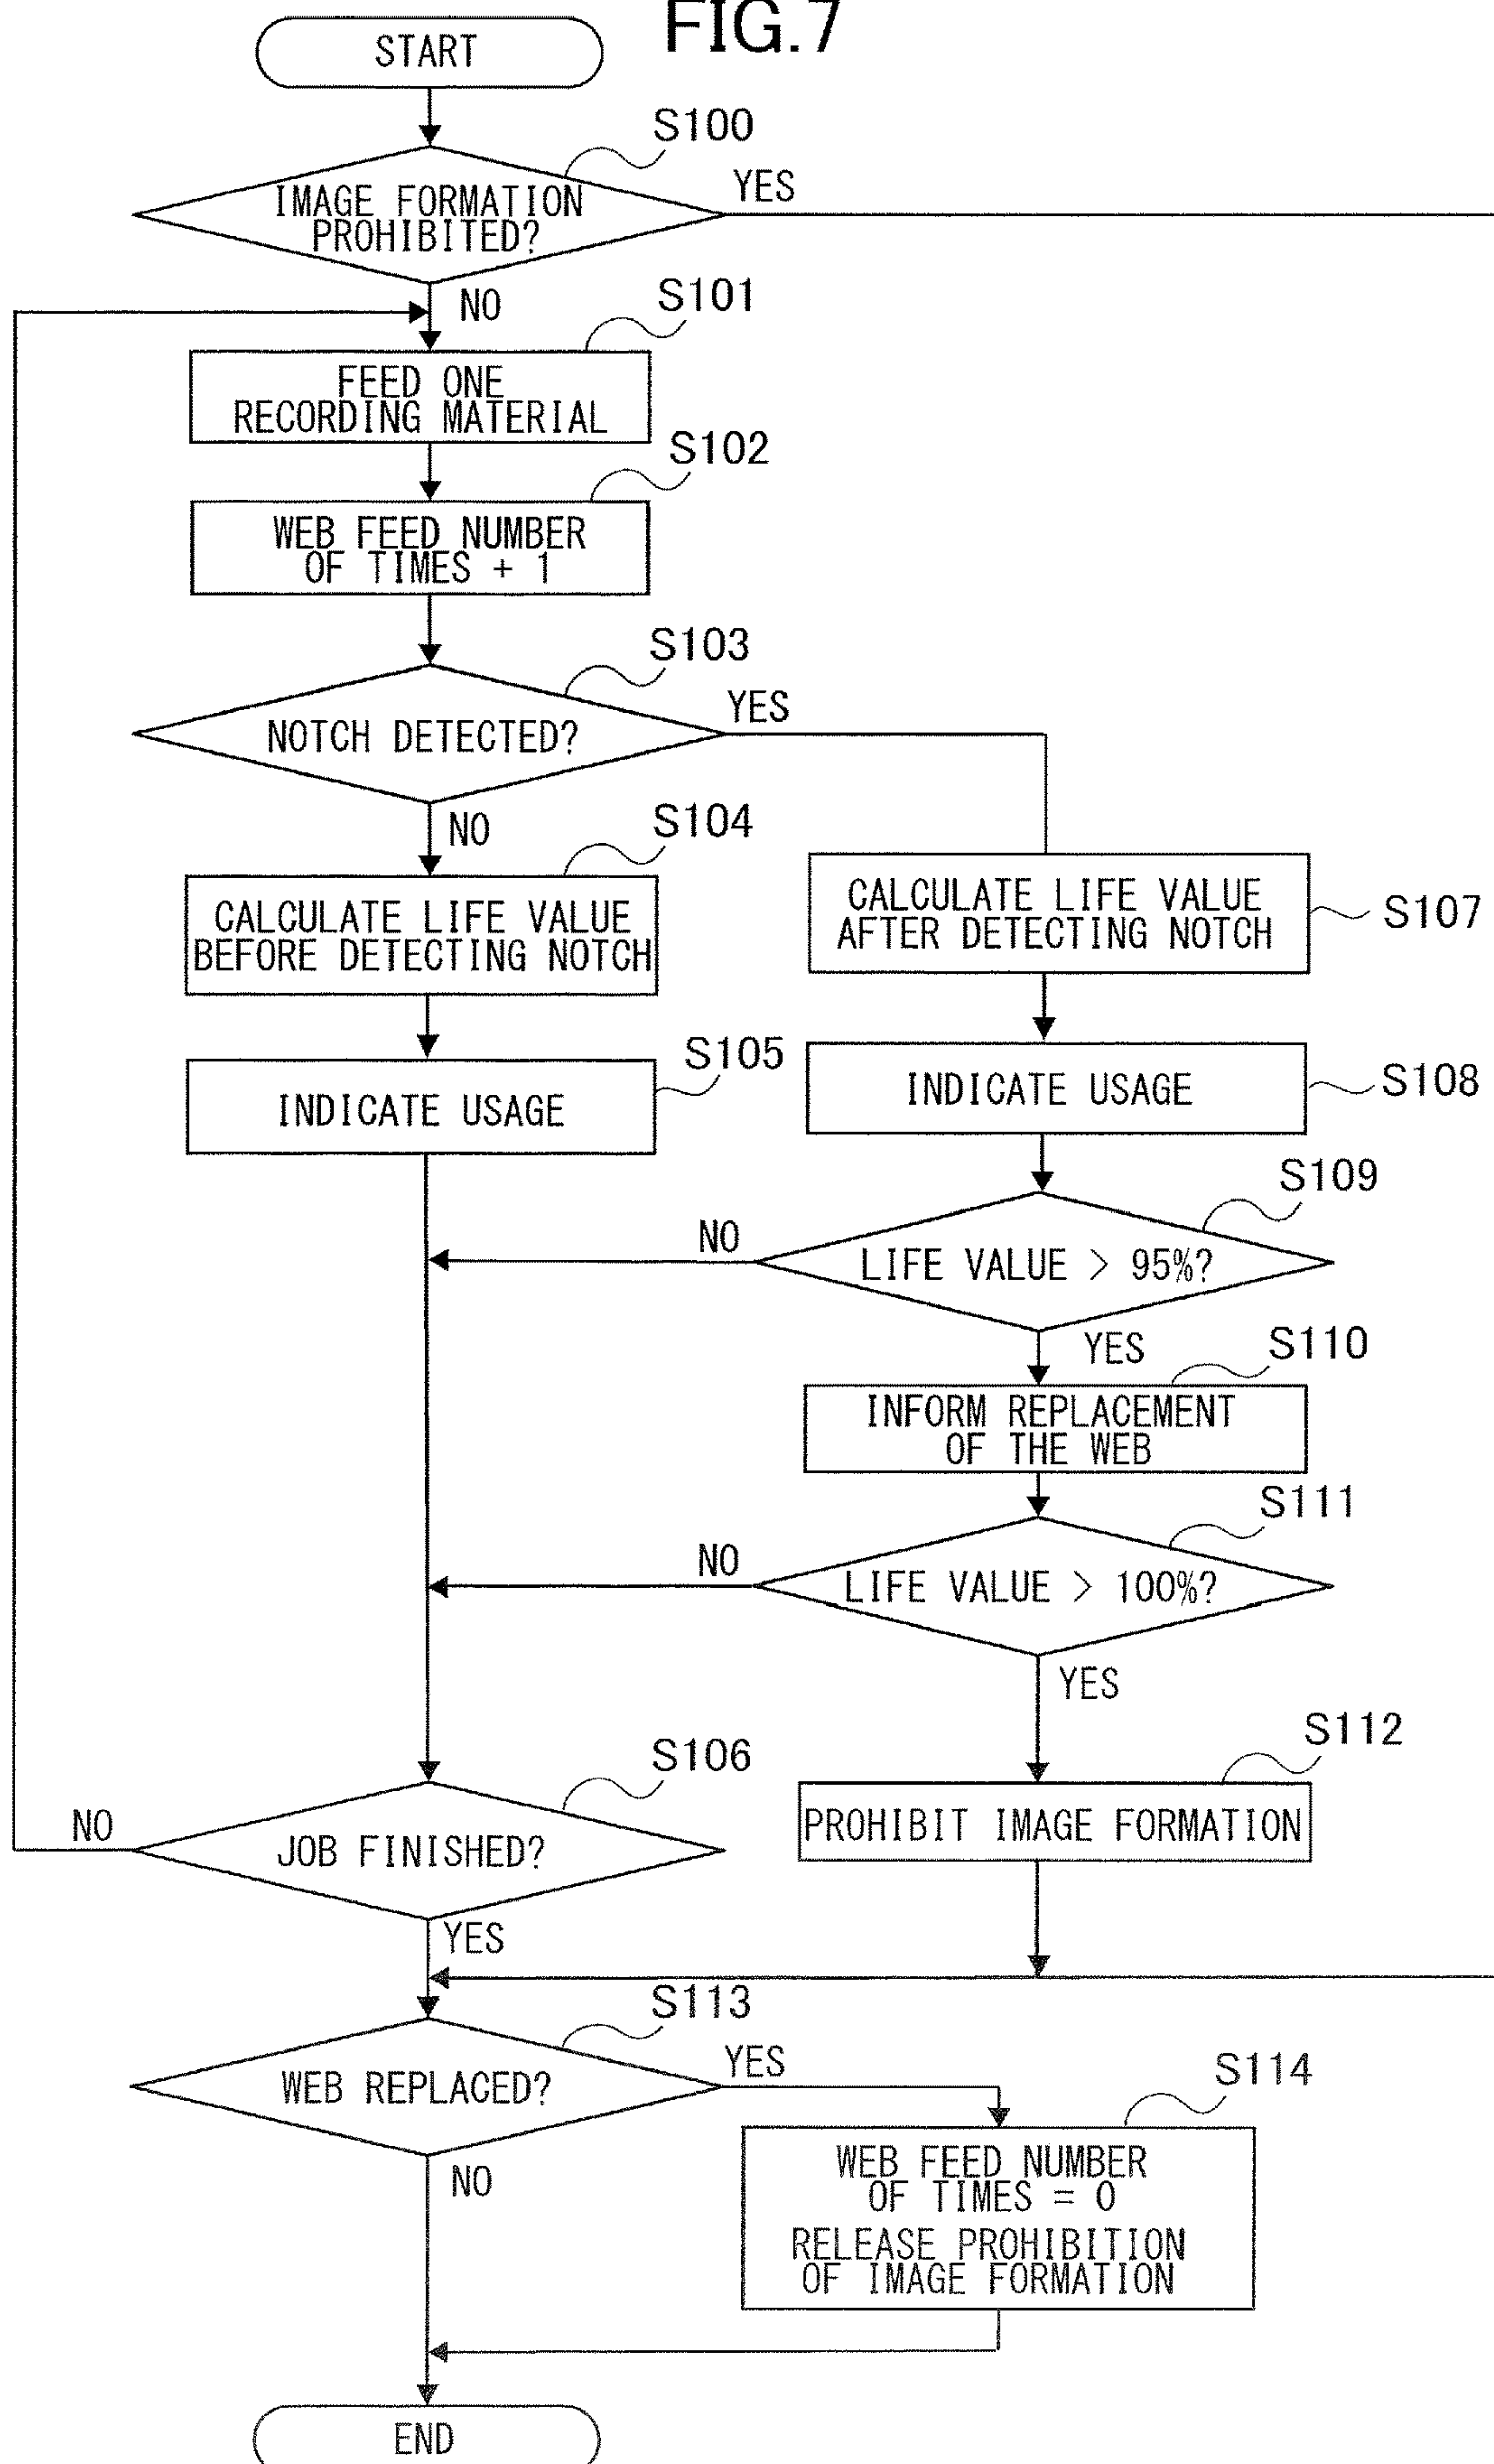 FIG.7
START
S100
IMAGE FORMATION
PROHIBITED?
YES
NO
S101
FEED ONE
RECORDING MATERIAL
S102
WEB FEED NUMBER
OF TIMES + 1
S103
NOTCH DETECTED?
YES
NO
S104
CALCULATE LIFE VALUE
BEFORE DETECTING NOTCH
CALCULATE LIFE VALUE
AFTER DETECTING NOTCH
S107
S105
INDICATE USAGE
INDICATE USAGE
S108
S109
LIFE VALUE > 95%?
NO
YES
S110
INFORM REPLACEMENT
OF THE WEB
S111
LIFE VALUE > 100%?
NO
YES
S112
PROHIBIT IMAGE FORMATION
S106
JOB FINISHED?
NO
YES
S113
WEB REPLACED?
YES
NO
S114
WEB FEED NUMBER
OF TIMES = 0
RELEASE PROHIBITION
OF IMAGE FORMATION
END